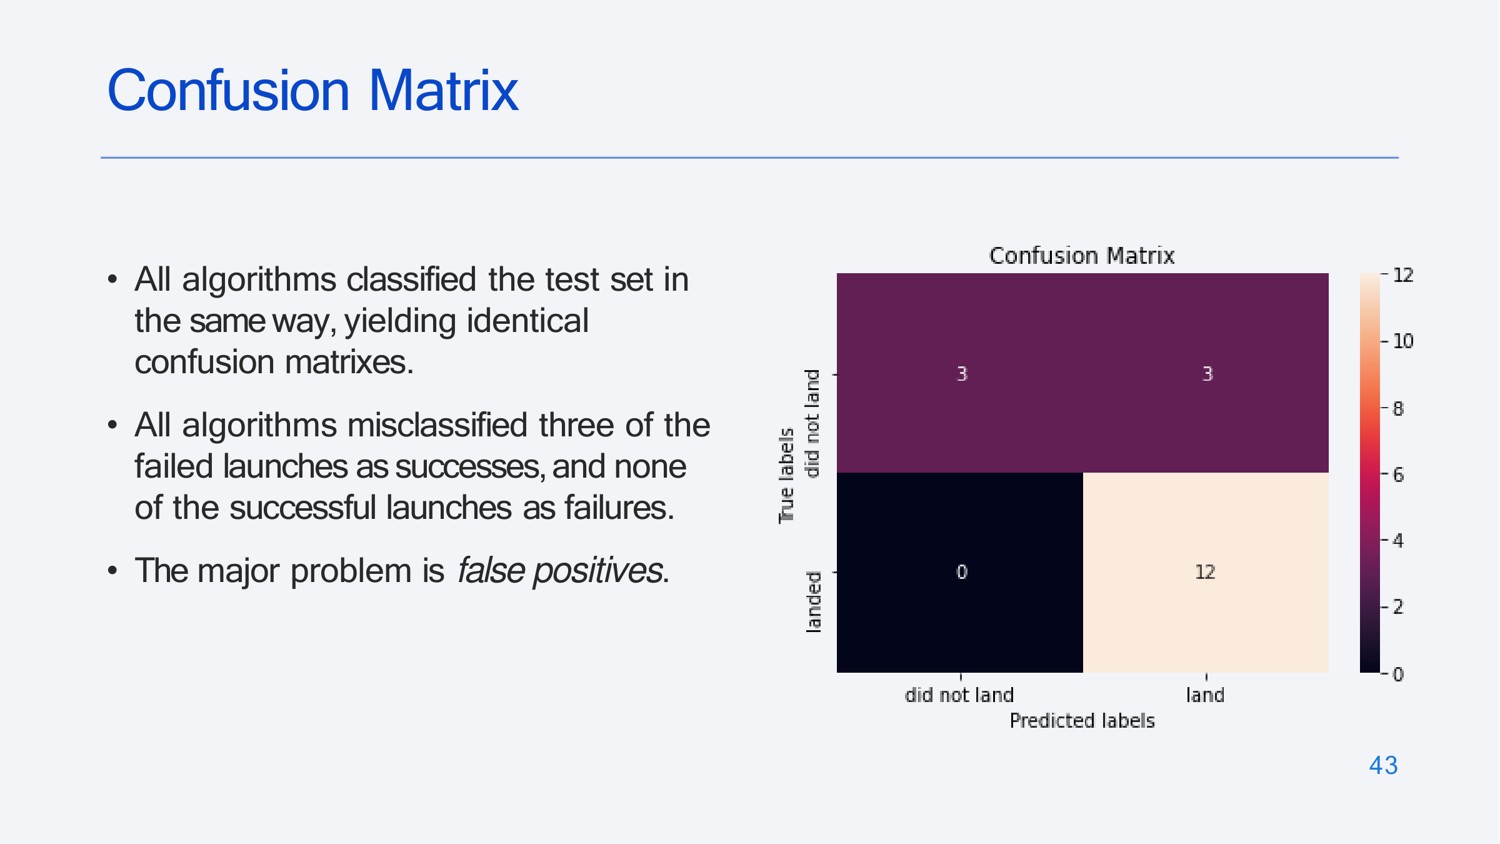 Confusion Matrix
• All algorithms classified the test set in
the same way, yielding identical
confusion matrixes.
• All algorithms misclassified three of the
failed launches as successes, and none
of the successful launches as failures.
• The major problem is false positives.
Confusion Matrix
True labels
did not land
landed
3
3
0
12
did not land
land
Predicted labels
12
10
8
6
4
2
0
43